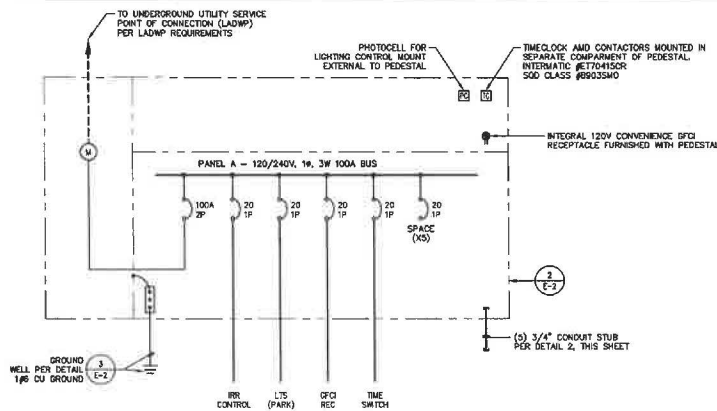 TO UNDERGROUND UTILITY SERVICE
POINT OF CONNECTION (LADWP)
PER LADWP REQUIREMENTS
PHOTOCELL FOR
LIGHTING CONTROL MOUNT
EXTERNAL TO PEDESTAL
TIMECLOCK AMD CONTACTORS MOUNTED IN
SEPARATE COMPARMENT OF PEDESTAL.
INTERMATIC #ET70415CR
SQD CLASS #8903SMO
PC
TC
M
INTEGRAL 120V CONVENIENCE GFCI
RECEPTACLE FURNISHED WITH PEDESTAL
PANEL A - 120/240V, 1ø, 3W 100A BUS
100A
2P
20
1P
20
1P
20
1P
20
1P
20
1P
SPACE
(X5)
2
E-2
(5) 3/4" CONDUIT STUB
PER DETAIL 2, THIS SHEET
GROUND
WELL PER DETAIL
1#6 CU GROUND
3
E-2
IRR
CONTROL
LTS
(PARK)
GFCI
REC
TIME
SWITCH